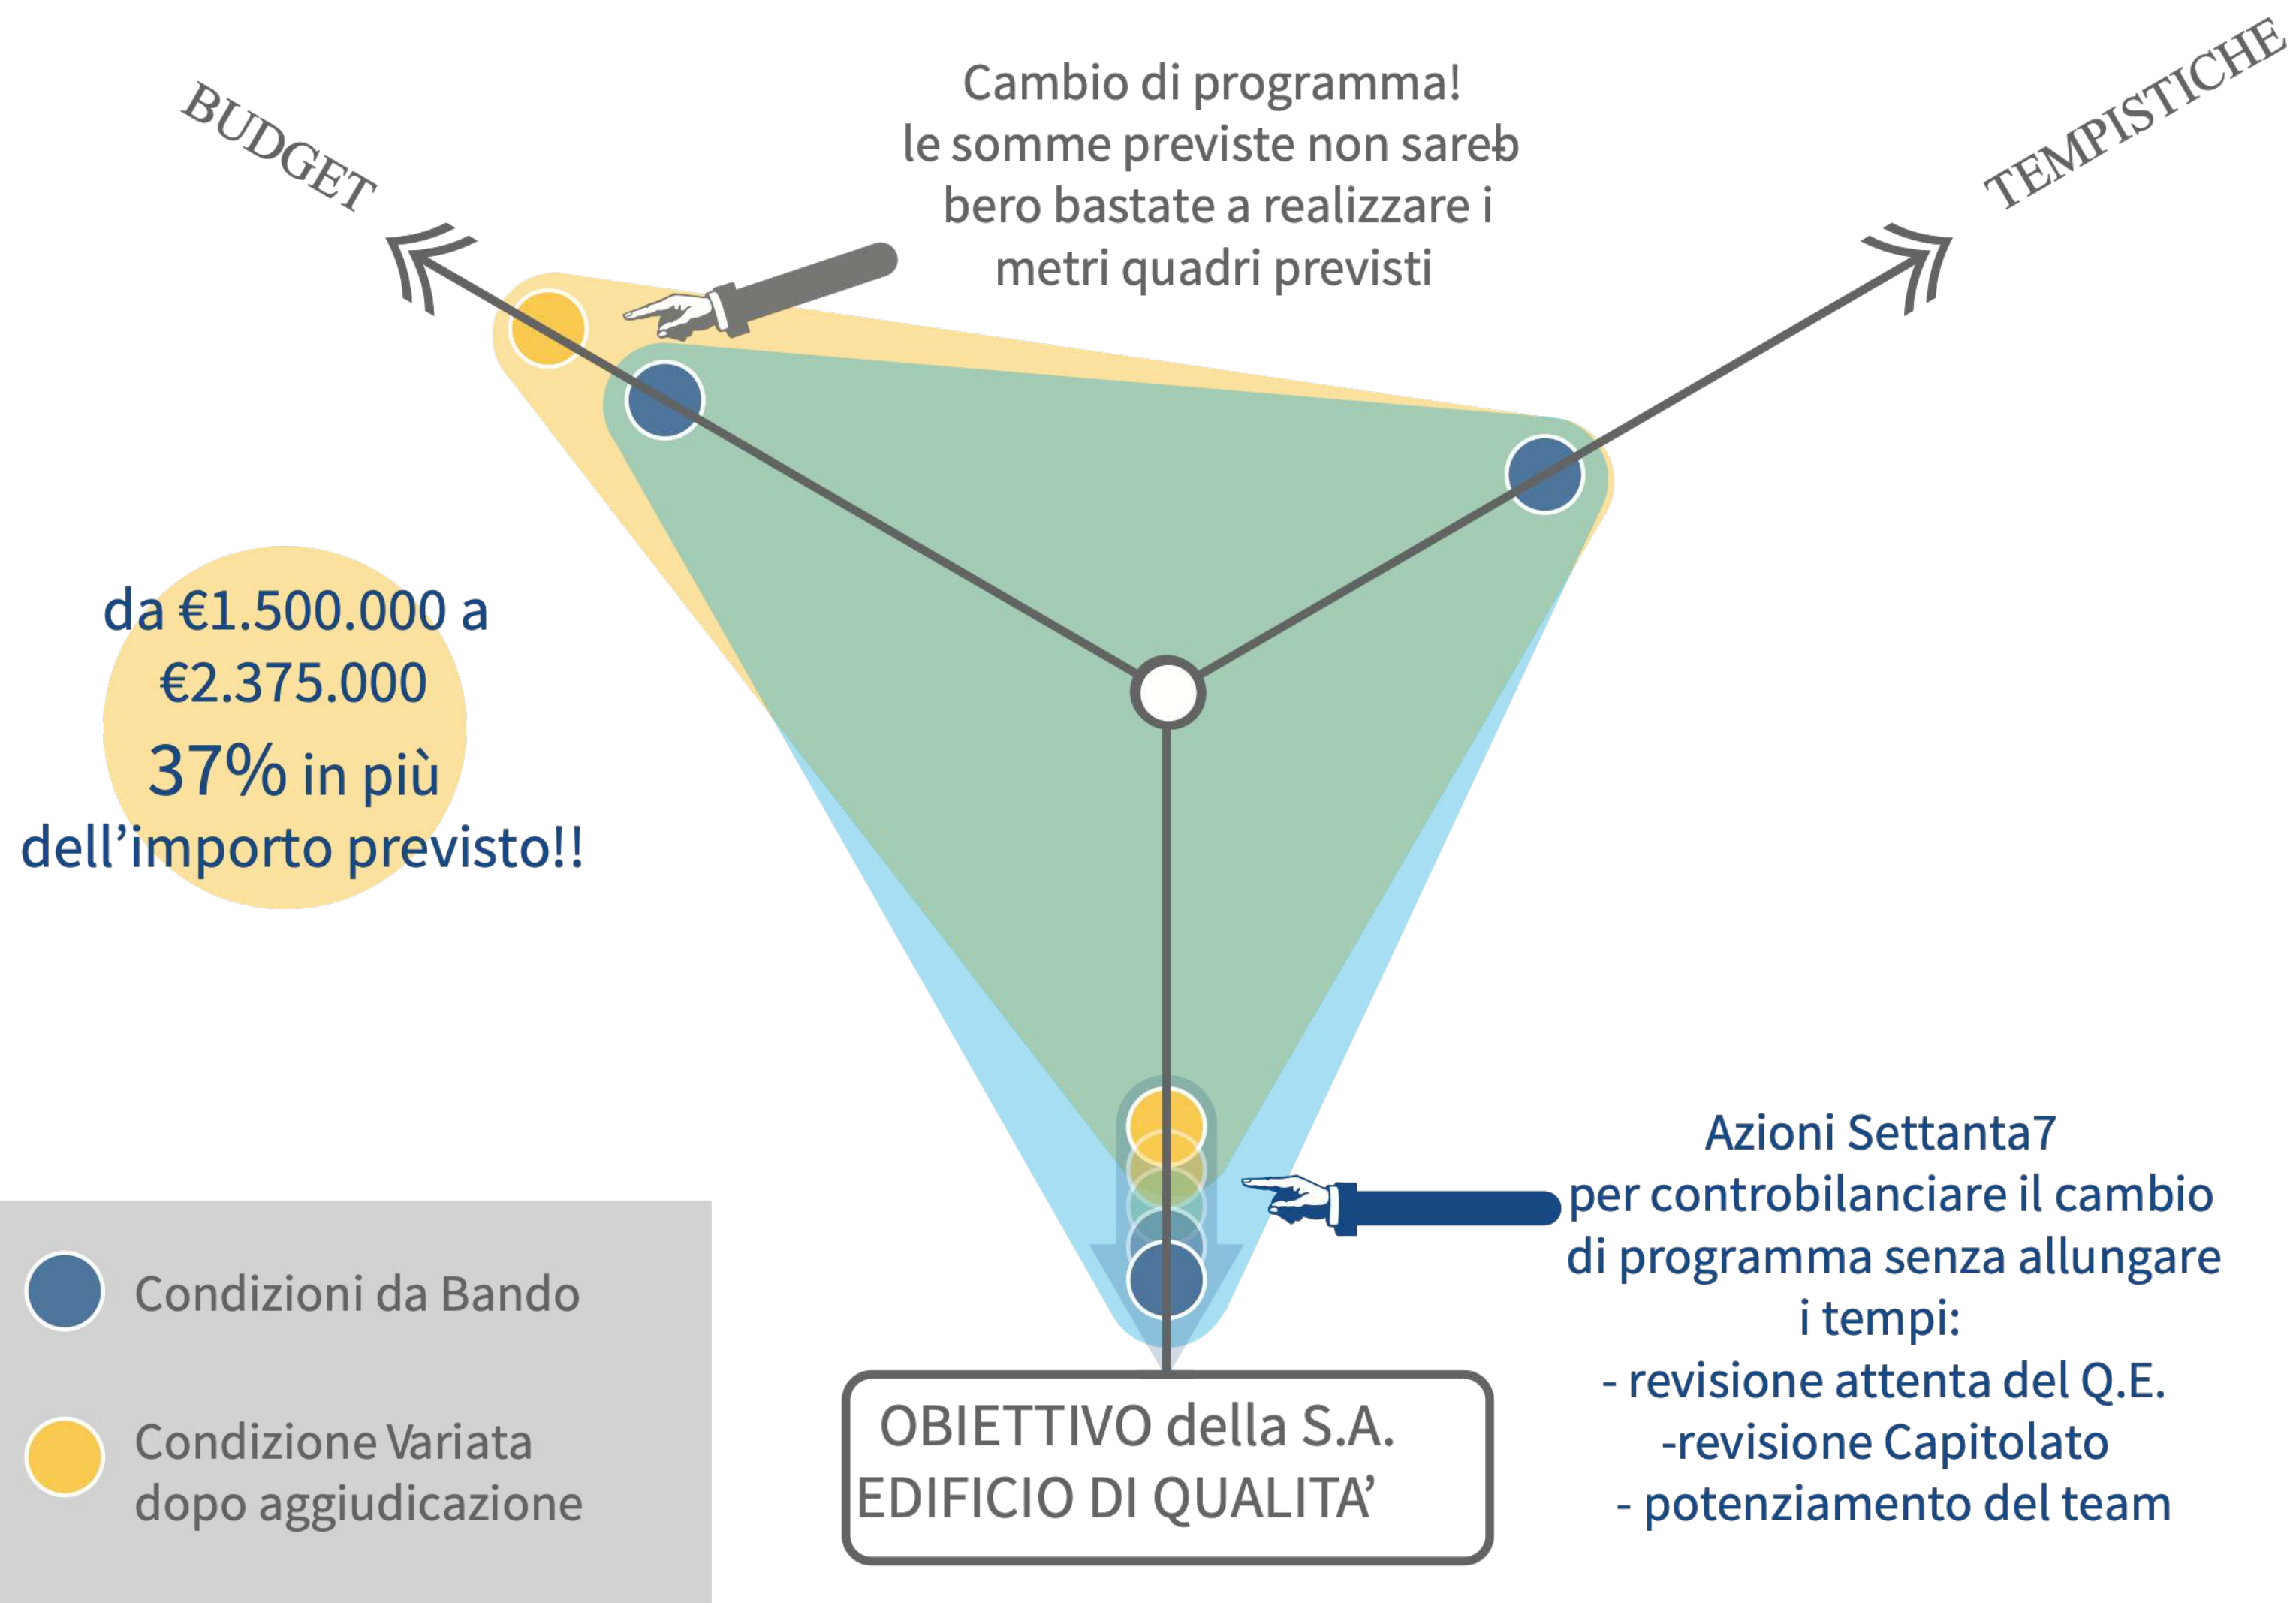 BUDGET
TEMPISTICHE
Cambio di programma!
le somme previste non sareb
bero bastate a realizzare i
metri quadri previsti
da €1.500.000 a
€2.375.000
37% in più
dell’importo previsto!!
Azioni Settanta7
per controbilanciare il cambio
di programma senza allungare
i tempi:
- revisione attenta del Q.E.
-revisione Capitolato
- potenziamento del team
Condizioni da Bando
Condizione Variata
dopo aggiudicazione
OBIETTIVO della S.A.
EDIFICIO DI QUALITA’